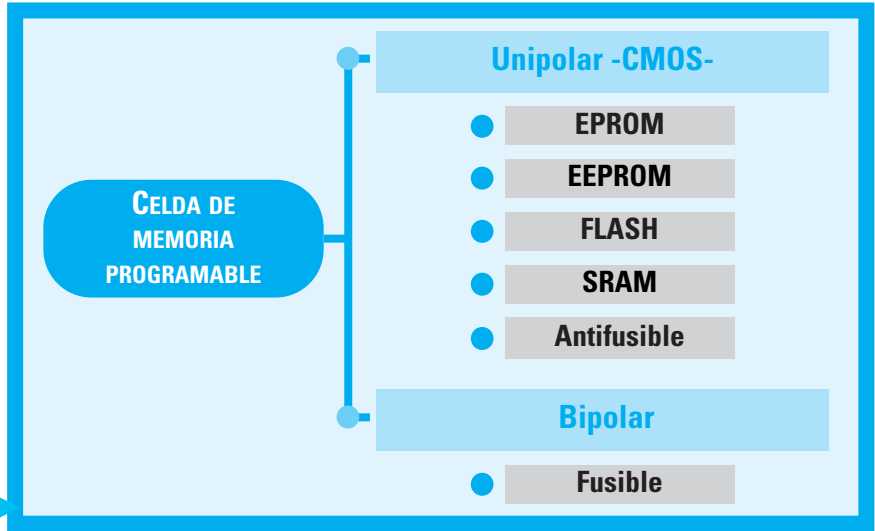 Unipolar -CMOS-
EPROM
EEPROM
FLASH
SRAM
Antifusible
CELDA DE
MEMORIA
PROGRAMABLE
Bipolar
Fusible